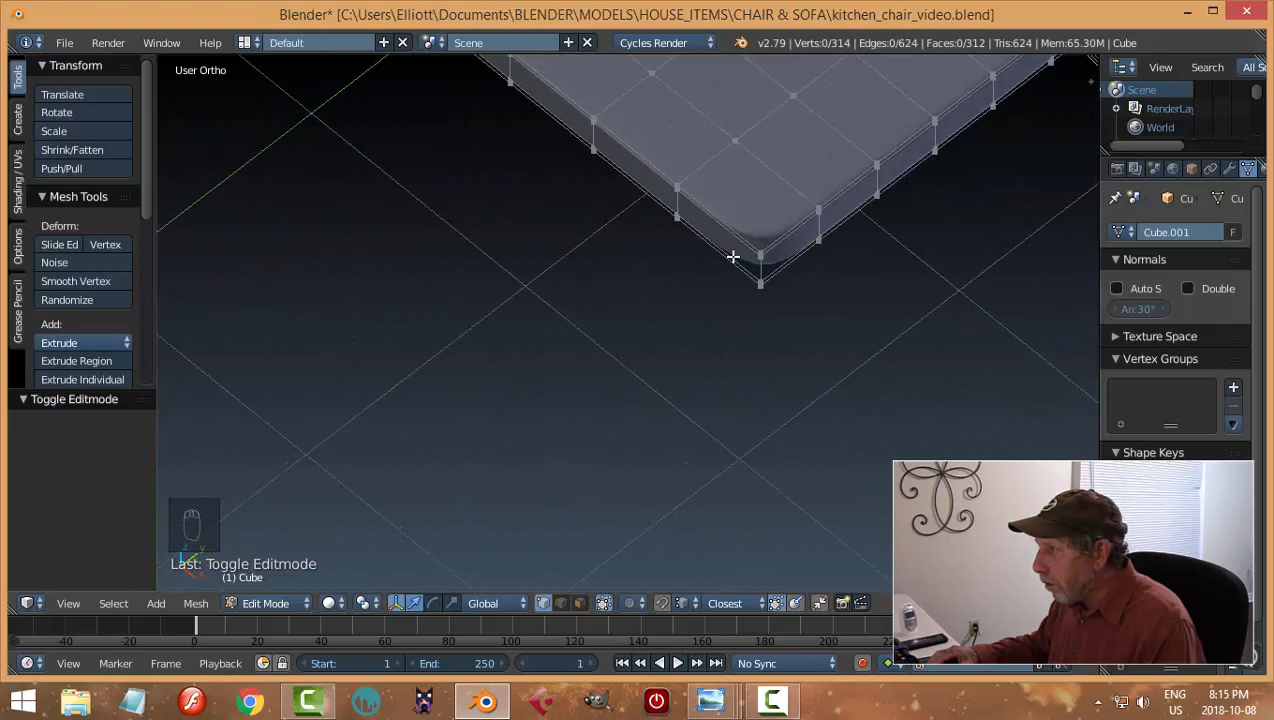 Blender* [C:\Users\Elliott\Documents\BLENDER\MODELS\HOUSE_ITEMS\CHAIR & SOFA\kitchen_chair_video.blend]
File Render Window Help Default Scene Cycles Render v2.79 | Verts:0/314 | Edges:0/624 | Faces:0/312 | Tris:624 | Mem:65.30M | Cube
Transform
User Ortho
View Search All Sc
Tools
Translate
Scene
Rotate
RenderLay
Create
Scale
World
Shrink/Fatten
Push/Pull
Shading / UVs
Mesh Tools
Cu Cu
Deform:
Cube.001 F
Slide Ed Vertex
Options
Noise
Normals
Smooth Vertex
Auto S Double
Randomize
An:30°
Grease Pencil
Add:
Texture Space
Extrude
Vertex Groups
Extrude Region
Extrude Individual
Toggle Editmode
Shape Keys
z
y
x
Last: Toggle Editmode
(1) Cube
View Select Add Mesh Edit Mode Global Closest
-40 -20 0 20 40 60 80 100 120 140 160 180 200
View Marker Frame Playback Start: 1 End: 250 1 No Sync
ENG 8:15 PM
US 2018-10-08